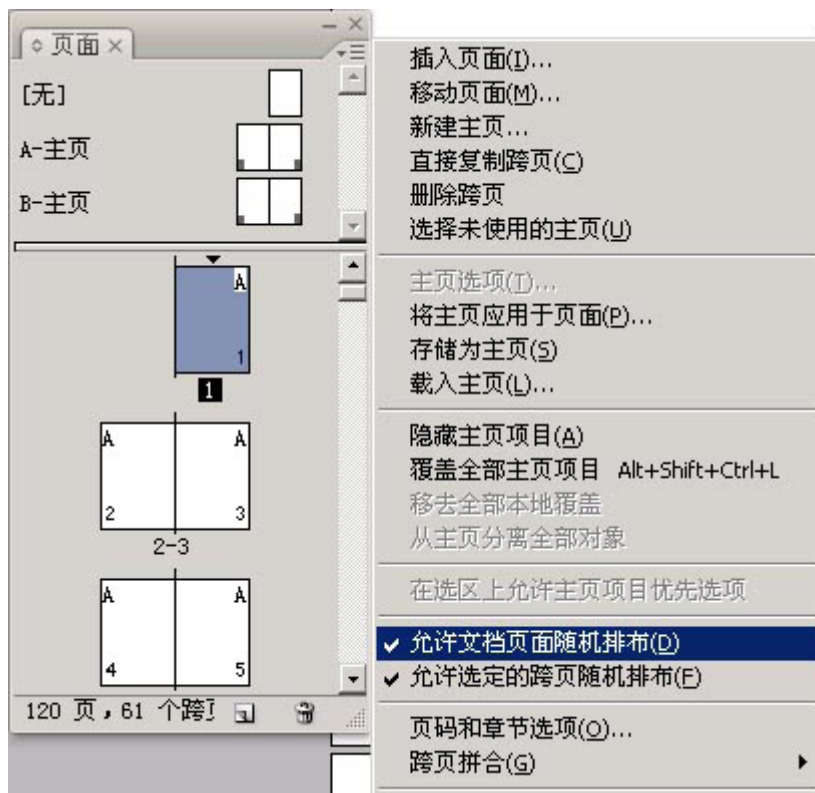 页面
[无]
A-主页
B-主页
A
1
1
A A
2 3
2-3
A A
4 5
120 页，61 个跨
插入页面(I)...
移动页面(M)...
新建主页...
直接复制跨页(C)
删除跨页
选择未使用的主页(U)
主页选项(T)...
将主页应用于页面(P)...
存储为主页(S)
载入主页(L)...
隐藏主页项目(A)
覆盖全部主页项目 Alt+Shift+Ctrl+L
移去全部本地覆盖
从主页分离全部对象
在选区上允许主页项目优先选项
允许文档页面随机排布(D)
允许选定的跨页随机排布(F)
页码和章节选项(O)...
跨页拼合(G)